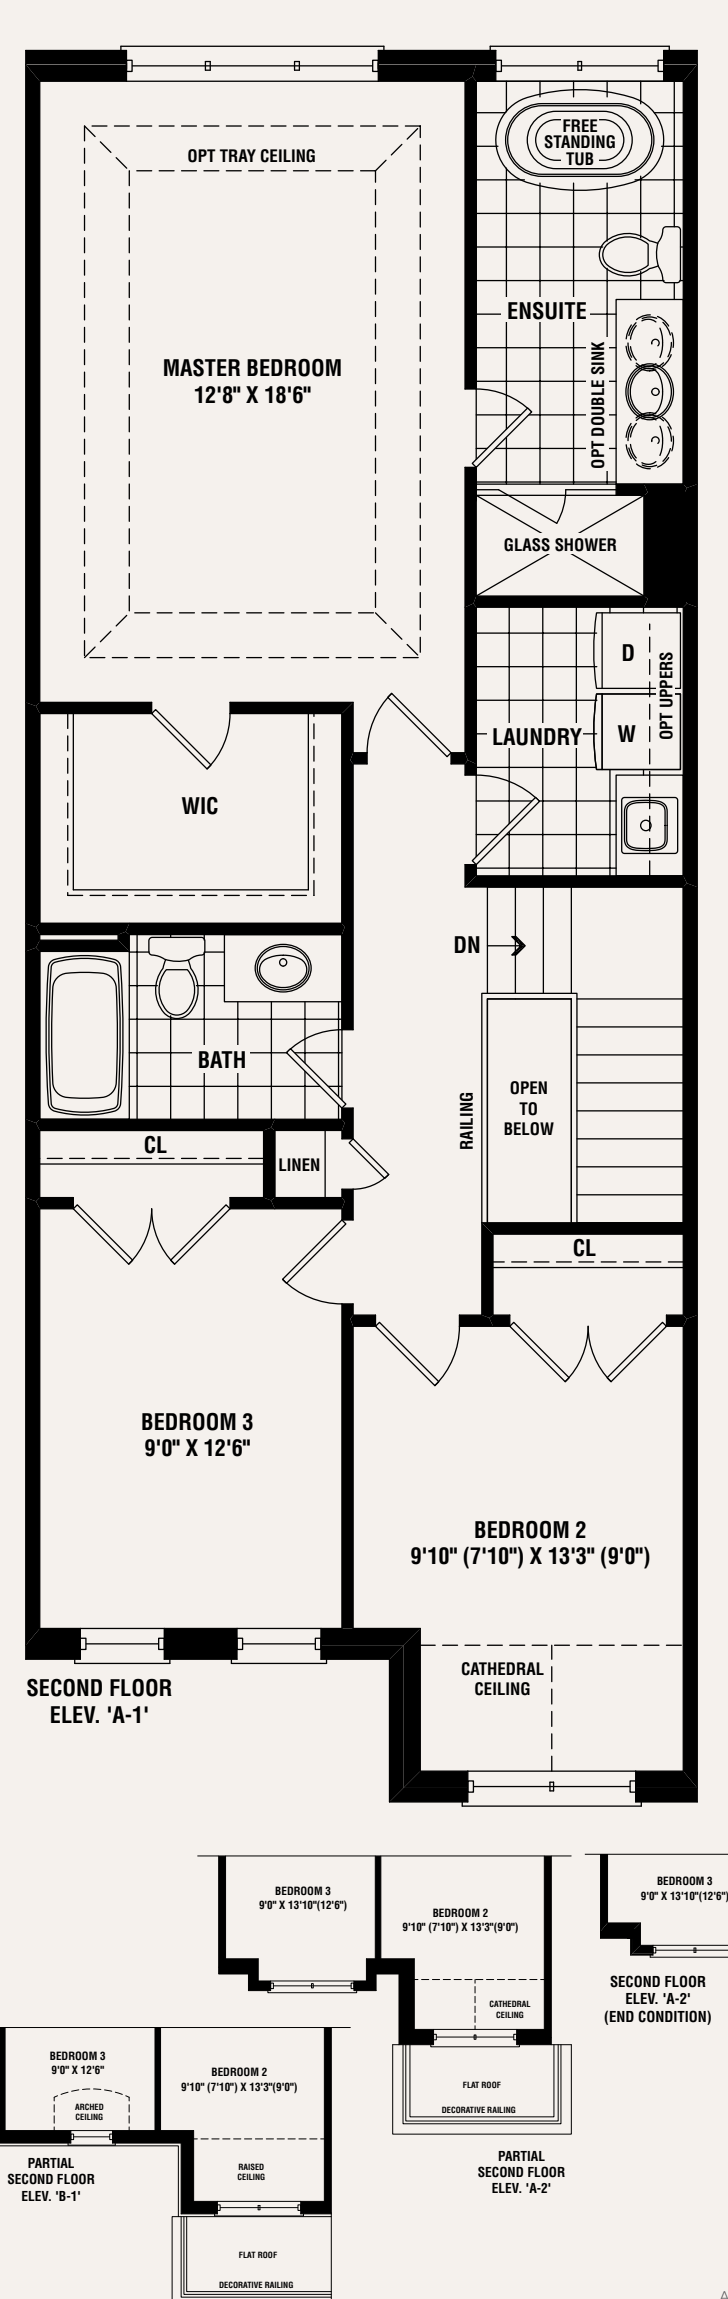 OPT TRAY CEILING
FREE
STANDING
TUB
ENSUITE
MASTER BEDROOM
12'8" X 18'6"
OPT DOUBLE SINK
GLASS SHOWER
D
OPT UPPERS
W
LAUNDRY
WIC
DN
BATH
RAILING
OPEN
TO
BELOW
CL
LINEN
CL
BEDROOM 3
9'0" X 12'6"
BEDROOM 2
9'10" (7'10") X 13'3" (9'0")
CATHEDRAL
CEILING
SECOND FLOOR
ELEV. 'A-1'
BEDROOM 3
9'0" X 13'10"(12'6")
BEDROOM 2
9'10" (7'10") X 13'3"(9'0")
CATHEDRAL
CEILING
FLAT ROOF
DECORATIVE RAILING
PARTIAL
SECOND FLOOR
ELEV. 'A-2'
BEDROOM 3
9'0" X 13'10"(12'6")
SECOND FLOOR
ELEV. 'A-2'
(END CONDITION)
BEDROOM 3
9'0" X 12'6"
ARCHED
CEILING
PARTIAL
SECOND FLOOR
ELEV. 'B-1'
BEDROOM 2
9'10" (7'10") X 13'3"(9'0")
RAISED
CEILING
FLAT ROOF
DECORATIVE RAILING